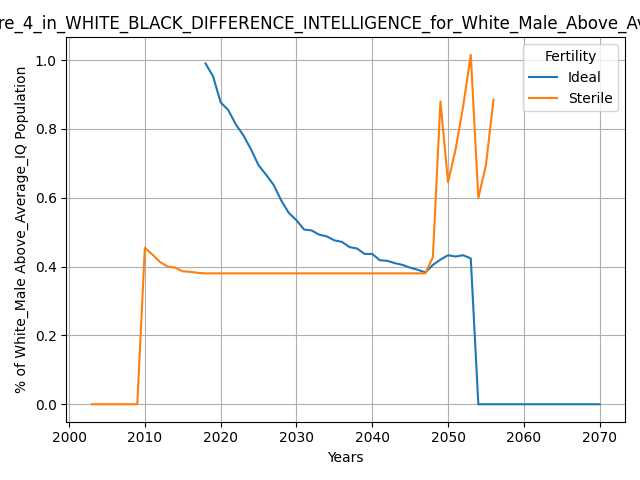 re_4_in_WHITE_BLACK_DIFFERENCE_INTELLIGENCE_for_White_Male_Above_Av
Fertility
Ideal
Sterile
% of White_Male Above_Average_IQ Population
1.0
0.8
0.6
0.4
0.2
0.0
2000 2010 2020 2030 2040 2050 2060 2070
Years